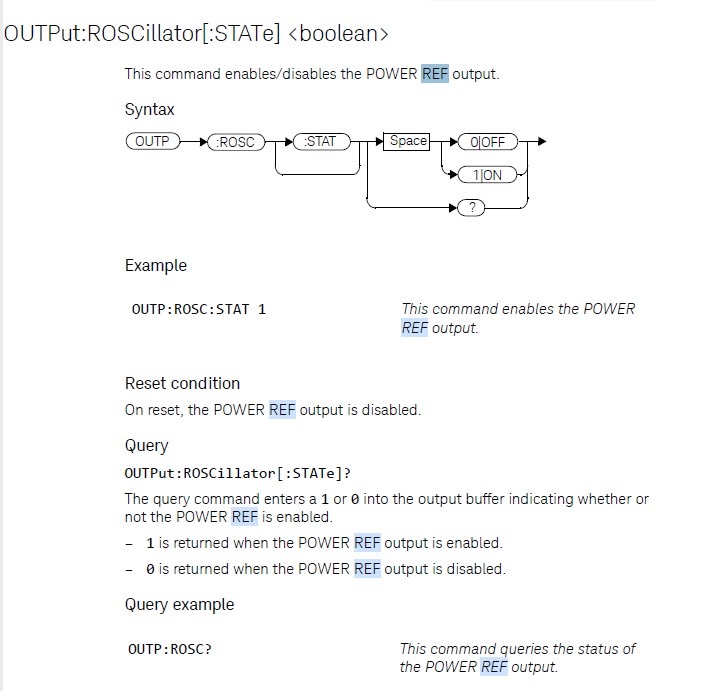 OUTPut:ROSCillator[:STATe] <boolean>
This command enables/disables the POWER REF output.
Syntax
OUTP :ROSC :STAT Space 0|OFF
1|ON
?
Example
OUTP:ROSC:STAT 1 This command enables the POWER
REF output.
Reset condition
On reset, the POWER REF output is disabled.
Query
OUTPut:ROSCillator[:STATe]?
The query command enters a 1 or 0 into the output buffer indicating whether or
not the POWER REF is enabled.
– 1 is returned when the POWER REF output is enabled.
– 0 is returned when the POWER REF output is disabled.
Query example
OUTP:ROSC? This command queries the status of
the POWER REF output.